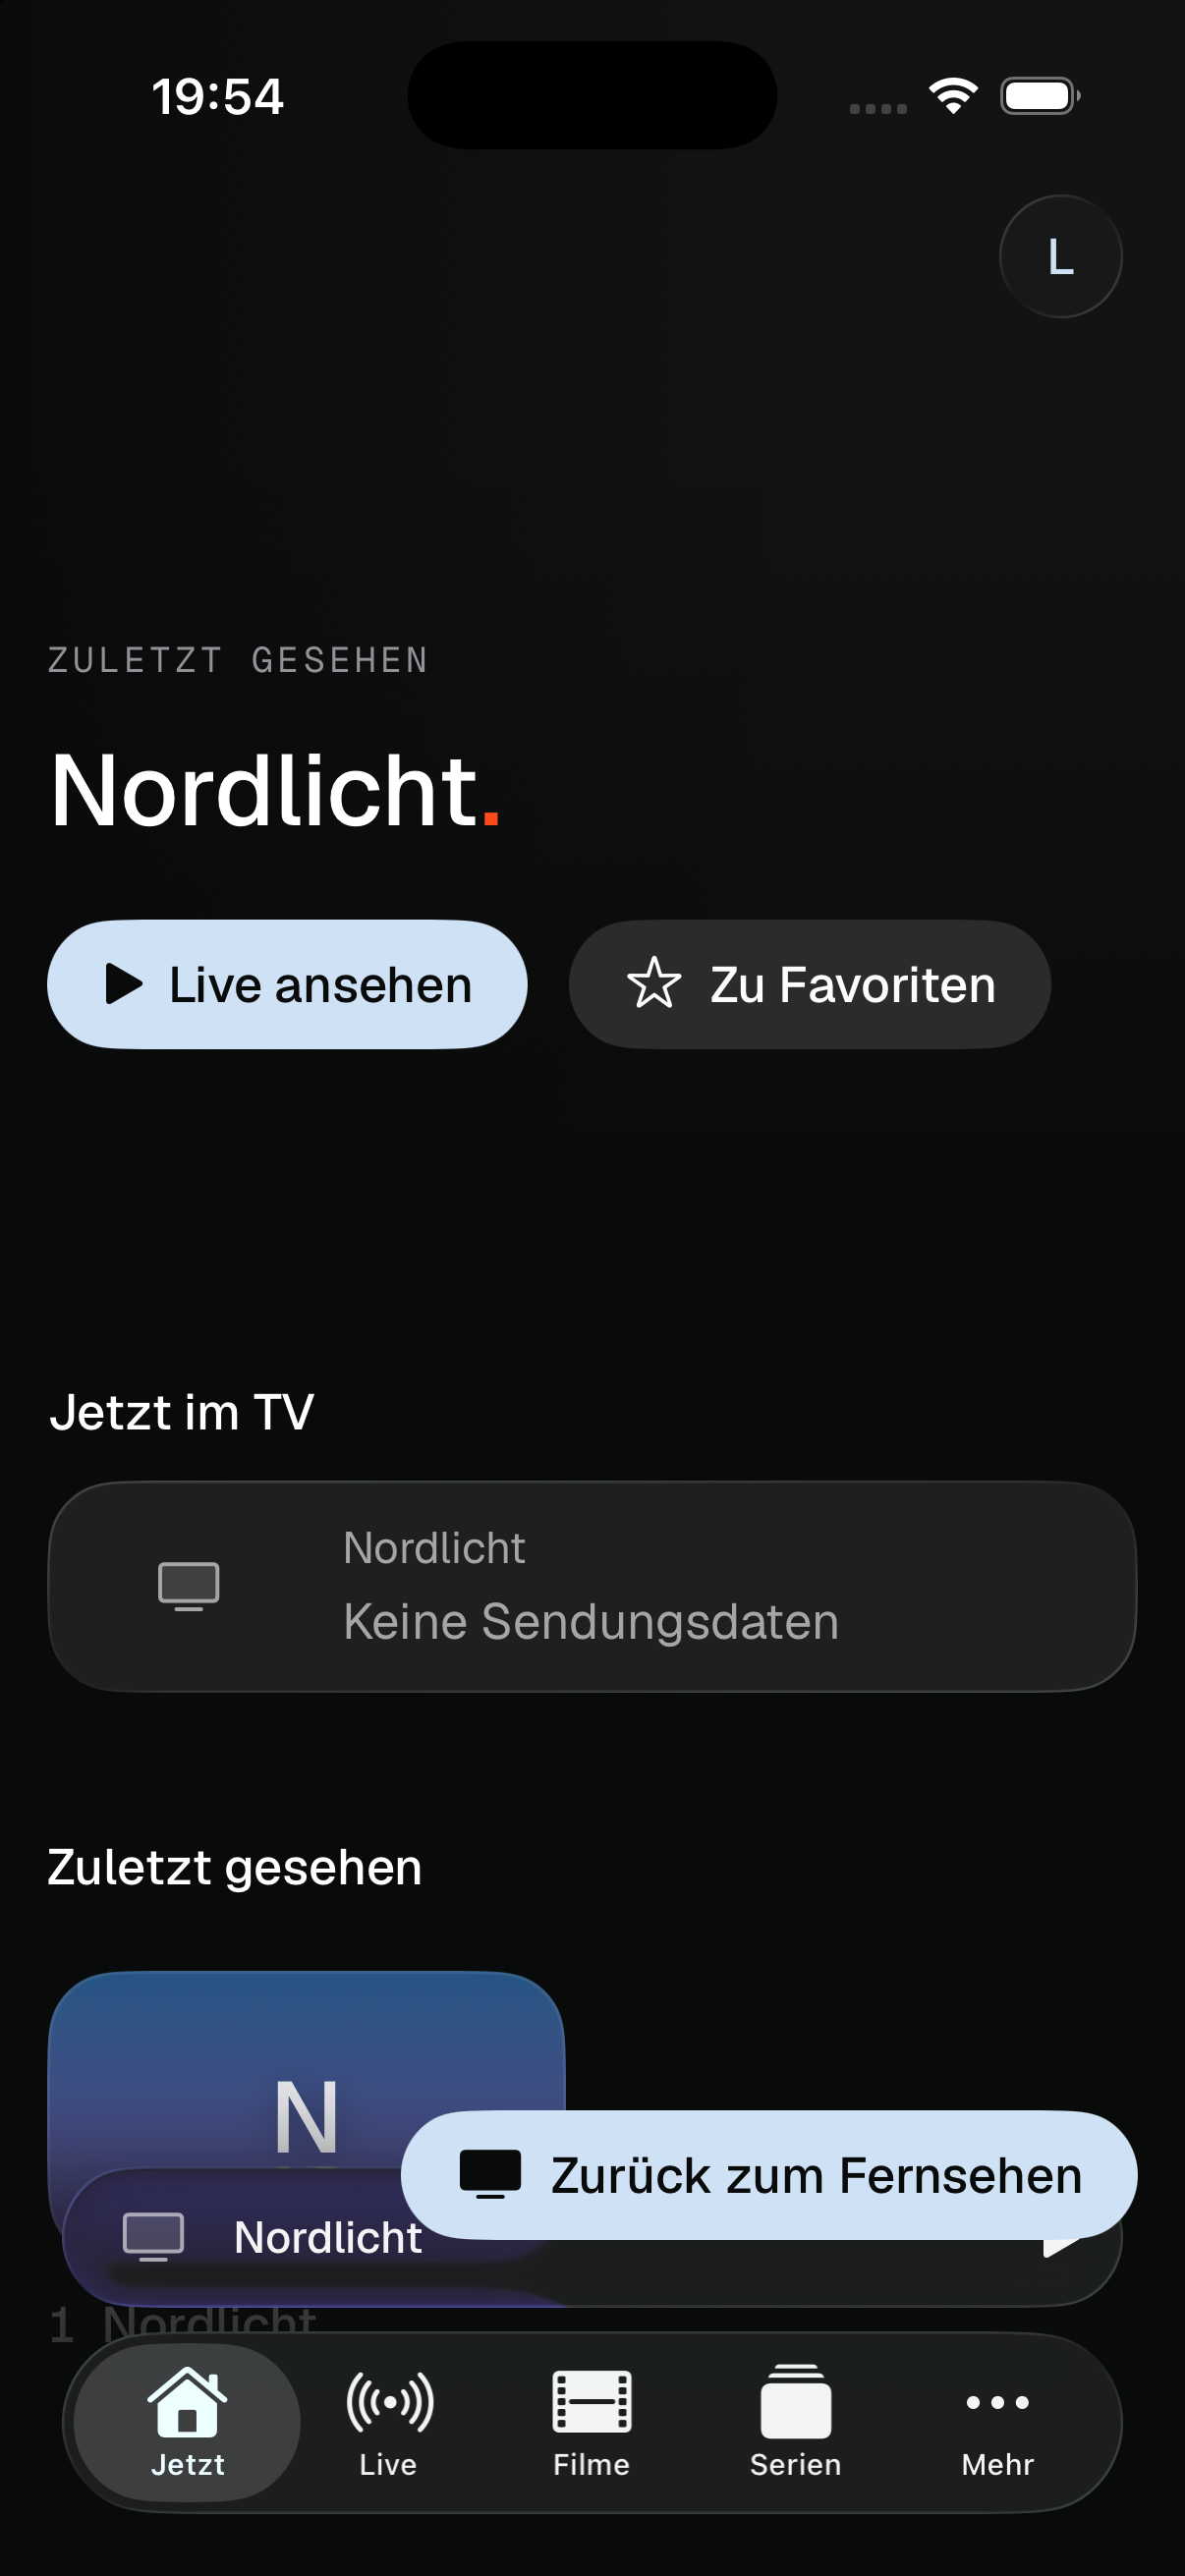 19:54
L
ZULETZT GESEHEN
Nordlicht.
Live ansehen
Zu Favoriten
Jetzt im TV
Nordlicht
Keine Sendungsdaten
Zuletzt gesehen
N
Zurück zum Fernsehen
Nordlicht
1 Nordlicht
Jetzt
Live
Filme
Serien
Mehr